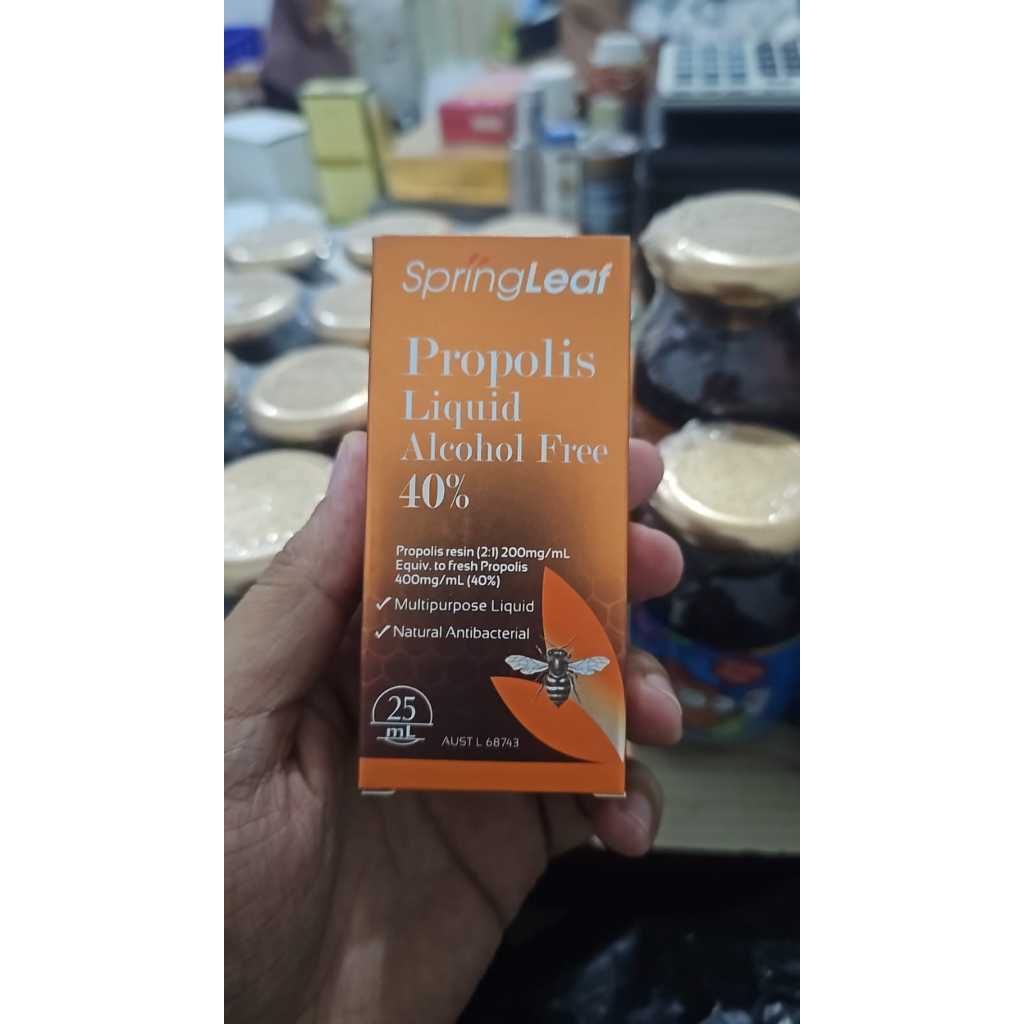 SpringLeaf
Propolis
Liquid
Alcohol Free
40%
Propolis resin (2:1) 200mg/mL
Equiv. to fresh Propolis
400mg/mL (40%)
✓ Multipurpose Liquid
✓ Natural Antibacterial
25
mL
AUST L 68743